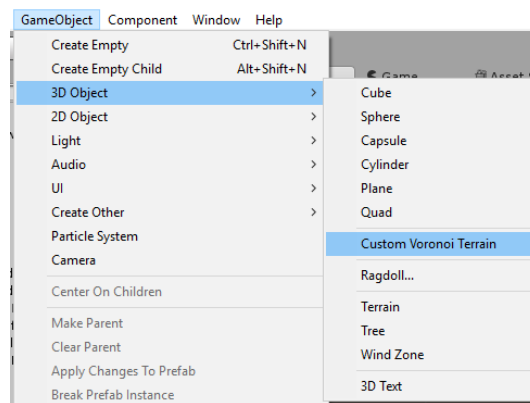 GameObject Component Window Help
Create Empty Ctrl+Shift+N
Create Empty Child Alt+Shift+N
Game Asset
3D Object >
Cube
2D Object >
Sphere
Light >
Capsule
Audio >
Cylinder
UI >
Plane
Create Other >
Quad
Particle System
Custom Voronoi Terrain
Camera
Ragdoll...
Center On Children
Terrain
Make Parent
Tree
Clear Parent
Wind Zone
Apply Changes To Prefab
3D Text
Break Prefab Instance